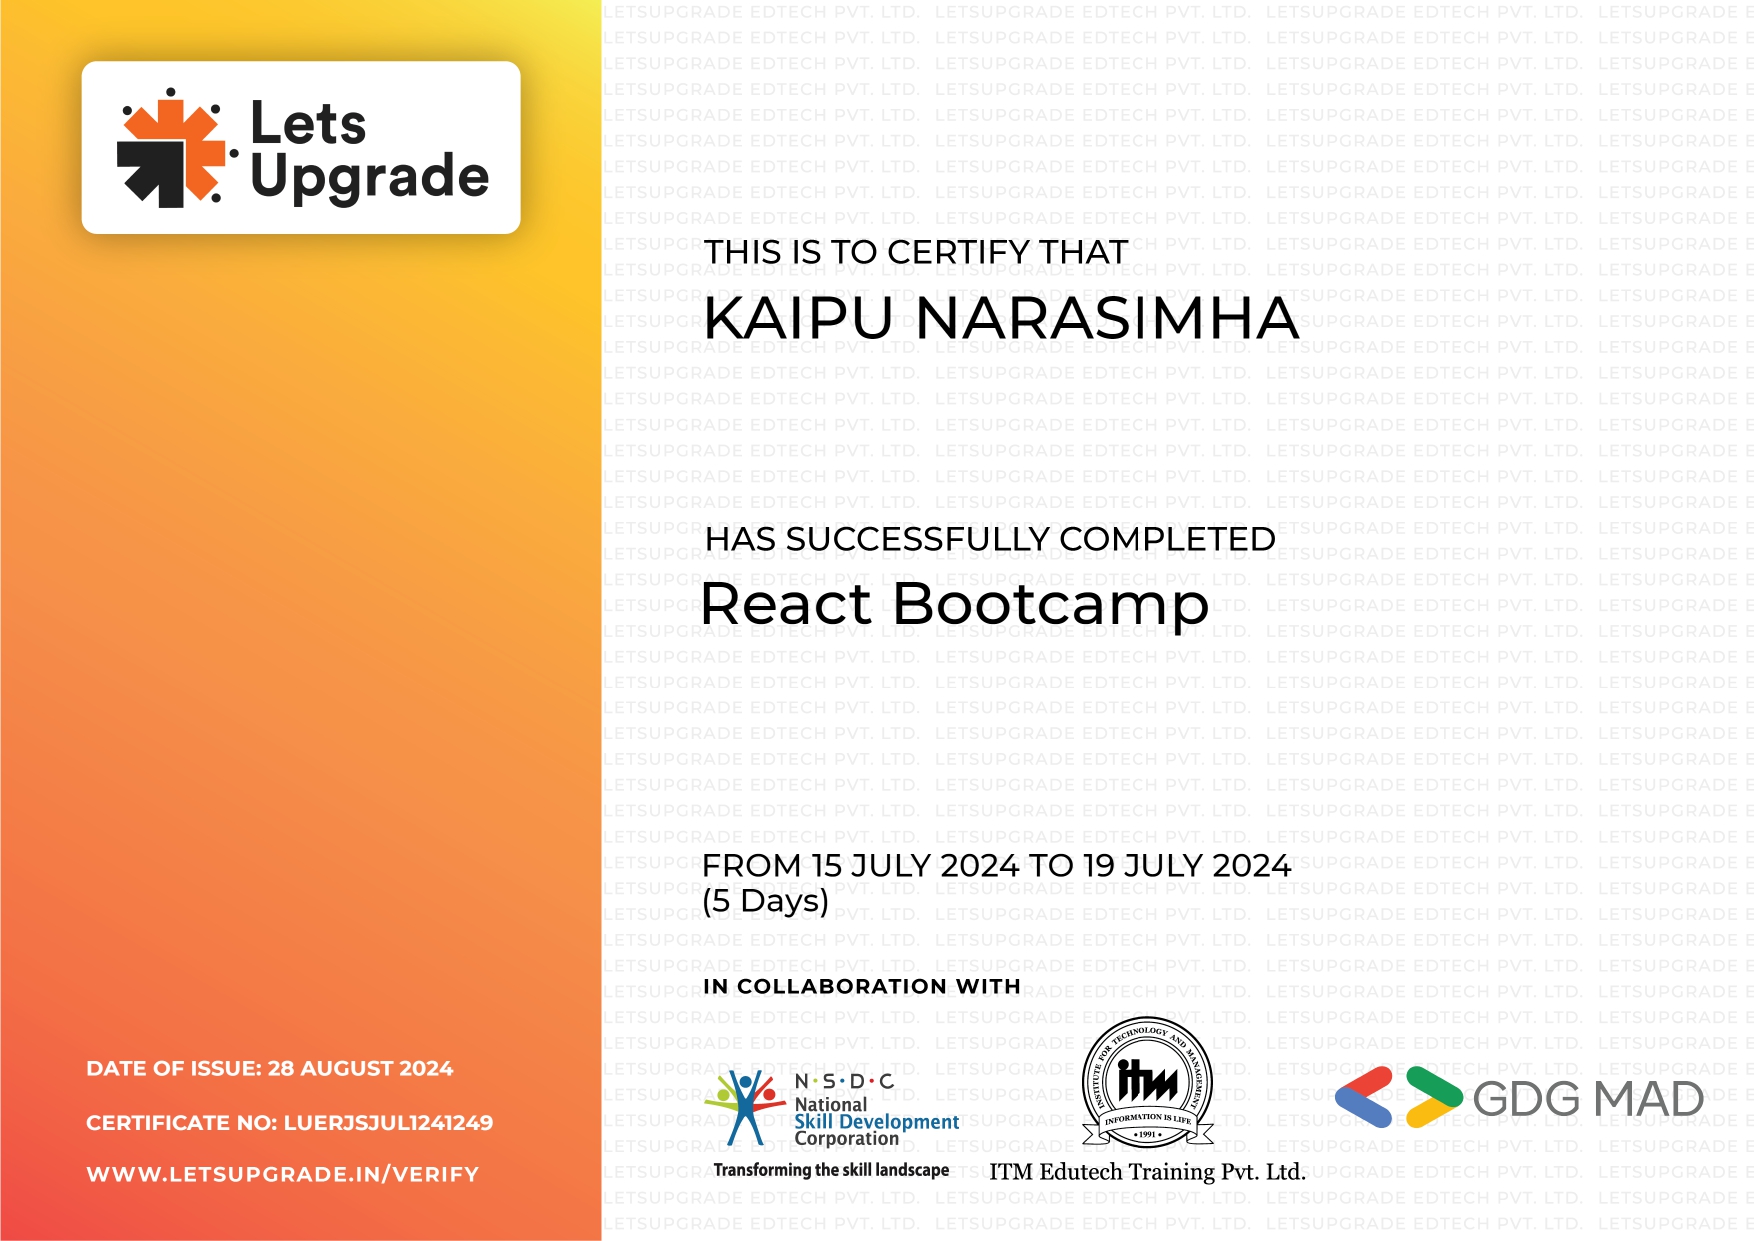 Lets
Upgrade
THIS IS TO CERTIFY THAT
KAIPU NARASIMHA
HAS SUCCESSFULLY COMPLETED
React Bootcamp
FROM 15 JULY 2024 TO 19 JULY 2024
(5 Days)
IN COLLABORATION WITH
N·S·D·C
National
Skill Development
Corporation
Transforming the skill landscape
INSTITUTE FOR TECHNOLOGY AND MANAGEMENT
itm
INFORMATION IS LIFE
• 1991 •
ITM Edutech Training Pvt. Ltd.
GDG MAD
DATE OF ISSUE: 28 AUGUST 2024
CERTIFICATE NO: LUERJSJUL1241249
WWW.LETSUPGRADE.IN/VERIFY
LETSUPGRADE EDTECH PVT. LTD.